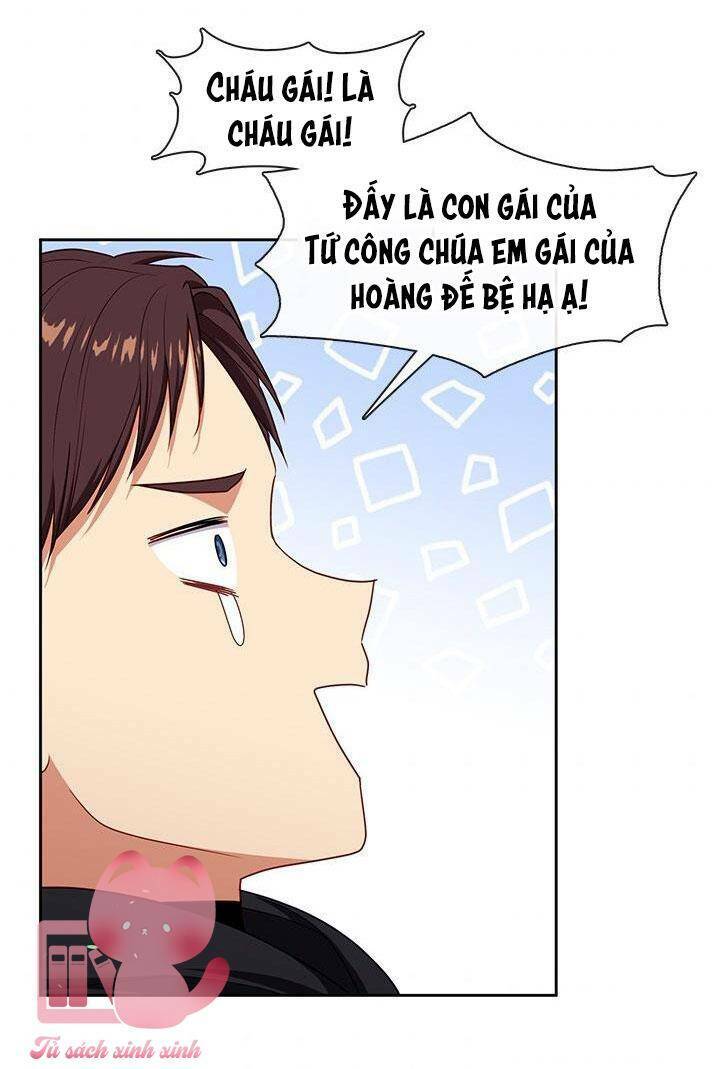 CHÁU GÁI! LÀ
CHÁU GÁI!
ĐẤY LÀ CON GÁI CỦA
TỨ CÔNG CHÚA EM GÁI CỦA
HOÀNG ĐẾ BỆ HẠ Ạ!
Tủ sách xinh xinh